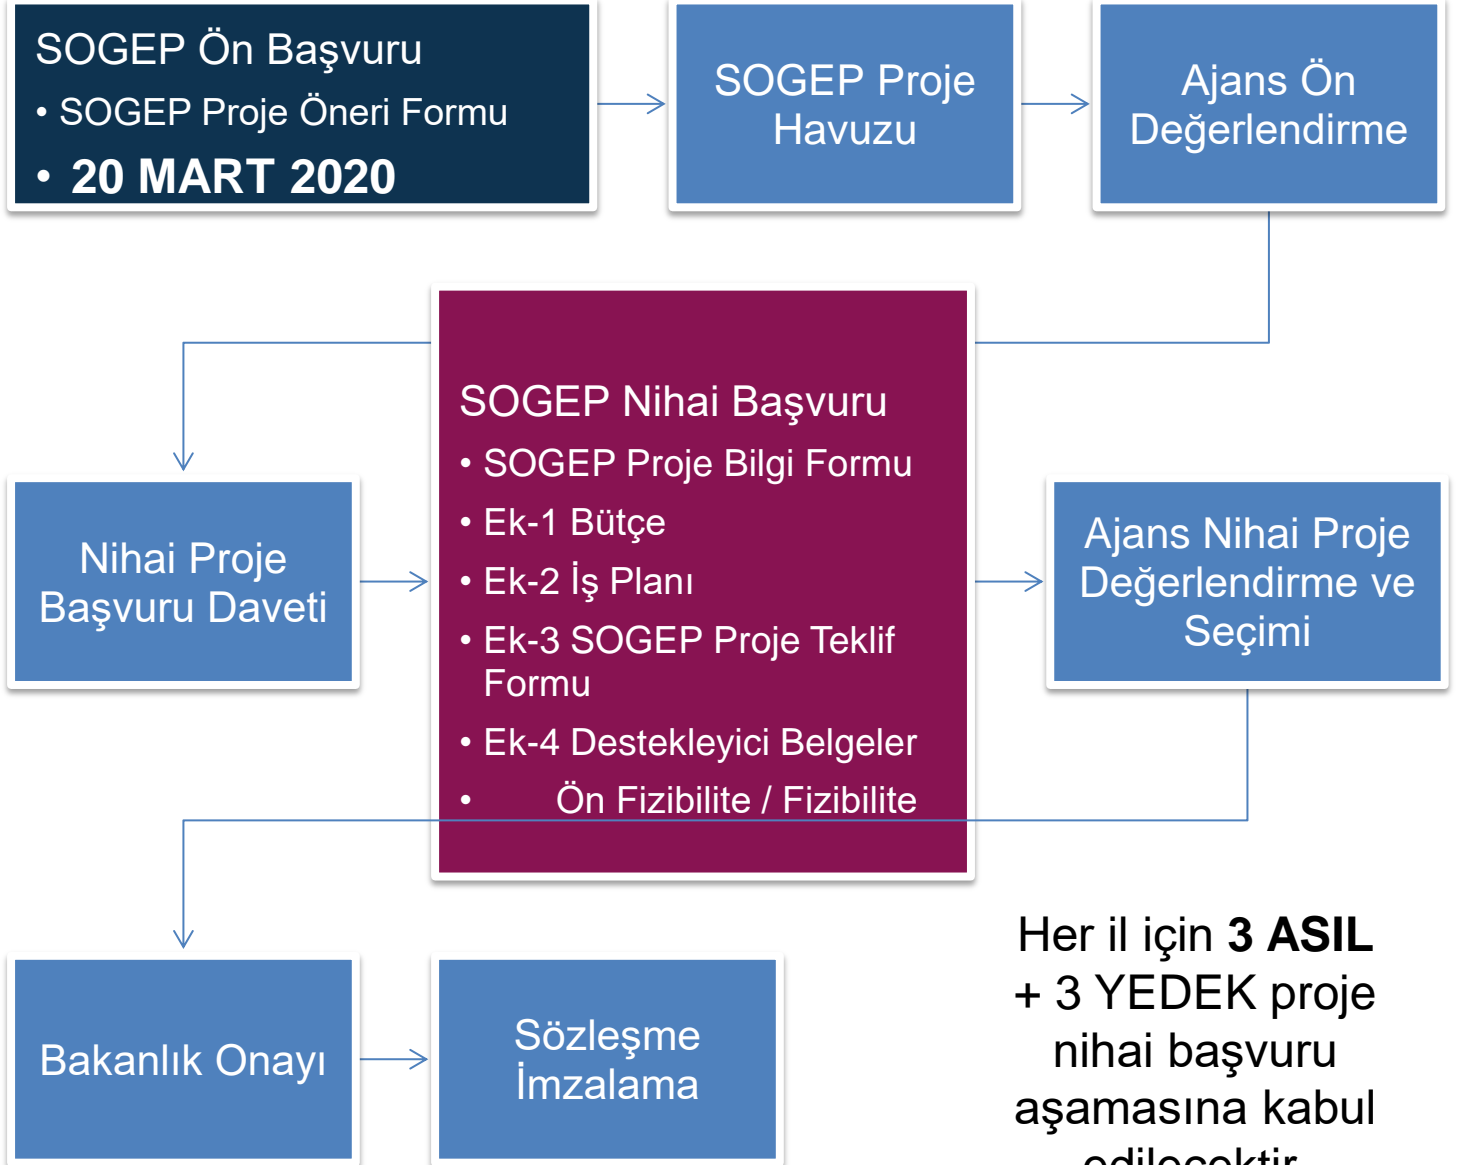 SOGEP Ön Başvuru
• SOGEP Proje Öneri Formu
• 20 MART 2020
SOGEP Proje
Havuzu
Ajans Ön
Değerlendirme
Nihai Proje
Başvuru Daveti
SOGEP Nihai Başvuru
• SOGEP Proje Bilgi Formu
• Ek-1 Bütçe
• Ek-2 İş Planı
• Ek-3 SOGEP Proje Teklif
Formu
• Ek-4 Destekleyici Belgeler
• Ön Fizibilite / Fizibilite
Ajans Nihai Proje
Değerlendirme ve
Seçimi
Bakanlık Onayı
Sözleşme
İmzalama
Her il için 3 ASIL
+ 3 YEDEK proje
nihai başvuru
aşamasına kabul
edilecektir